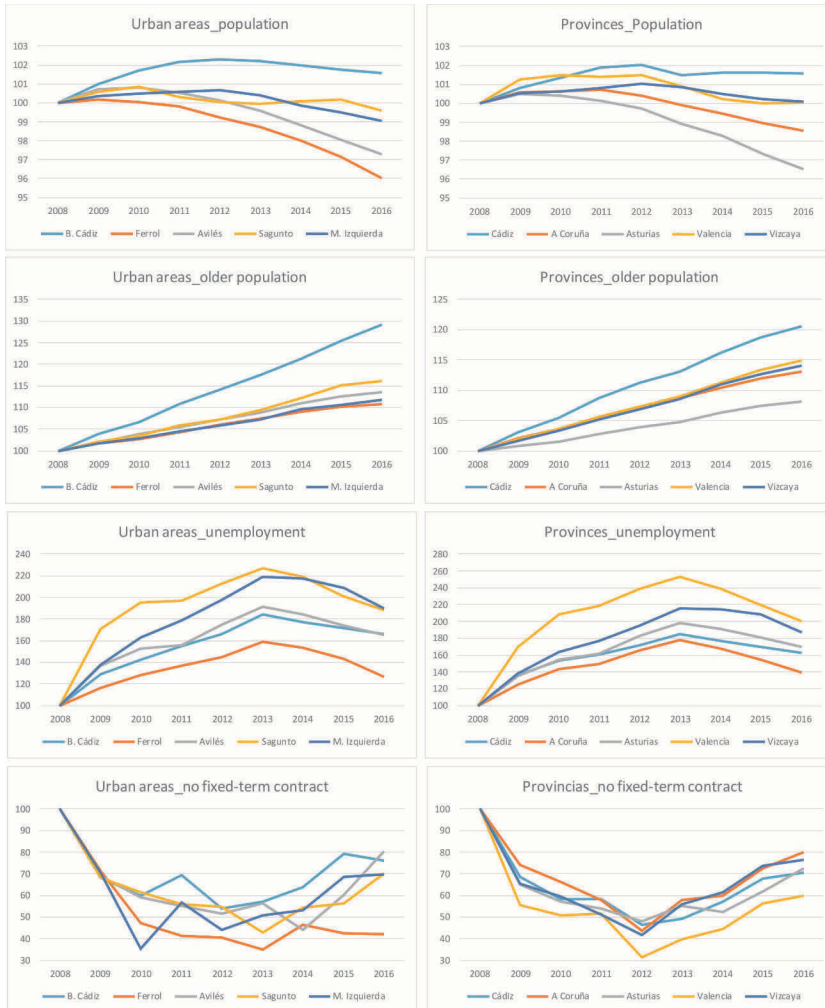 Urban areas_population
103
102
101
100
99
98
97
96
95
2008 2009 2010 2011 2012 2013 2014 2015 2016
B. Cádiz Ferrol Avilés Sagunto M. Izquierda
Provinces_Population
103
102
101
100
99
98
97
96
95
2008 2009 2010 2011 2012 2013 2014 2015 2016
Cádiz A Coruña Asturias Valencia Vizcaya
Urban areas_older population
135
130
125
120
115
110
105
100
2008 2009 2010 2011 2012 2013 2014 2015 2016
B. Cádiz Ferrol Avilés Sagunto M. Izquierda
Provinces_older population
125
120
115
110
105
100
2008 2009 2010 2011 2012 2013 2014 2015 2016
Cádiz A Coruña Asturias Valencia Vizcaya
Urban areas_unemployment
240
220
200
180
160
140
120
100
2008 2009 2010 2011 2012 2013 2014 2015 2016
B. Cádiz Ferrol Avilés Sagunto M. Izquierda
Provinces_unemployment
280
260
240
220
200
180
160
140
120
100
2008 2009 2010 2011 2012 2013 2014 2015 2016
Cádiz A Coruña Asturias Valencia Vizcaya
Urban areas_no fixed-term contract
100
90
80
70
60
50
40
30
2008 2009 2010 2011 2012 2013 2014 2015 2016
B. Cádiz Ferrol Avilés Sagunto M. Izquierda
Provincias_no fixed-term contract
100
90
80
70
60
50
40
30
2008 2009 2010 2011 2012 2013 2014 2015 2016
Cádiz A Coruña Asturias Valencia Vizcaya